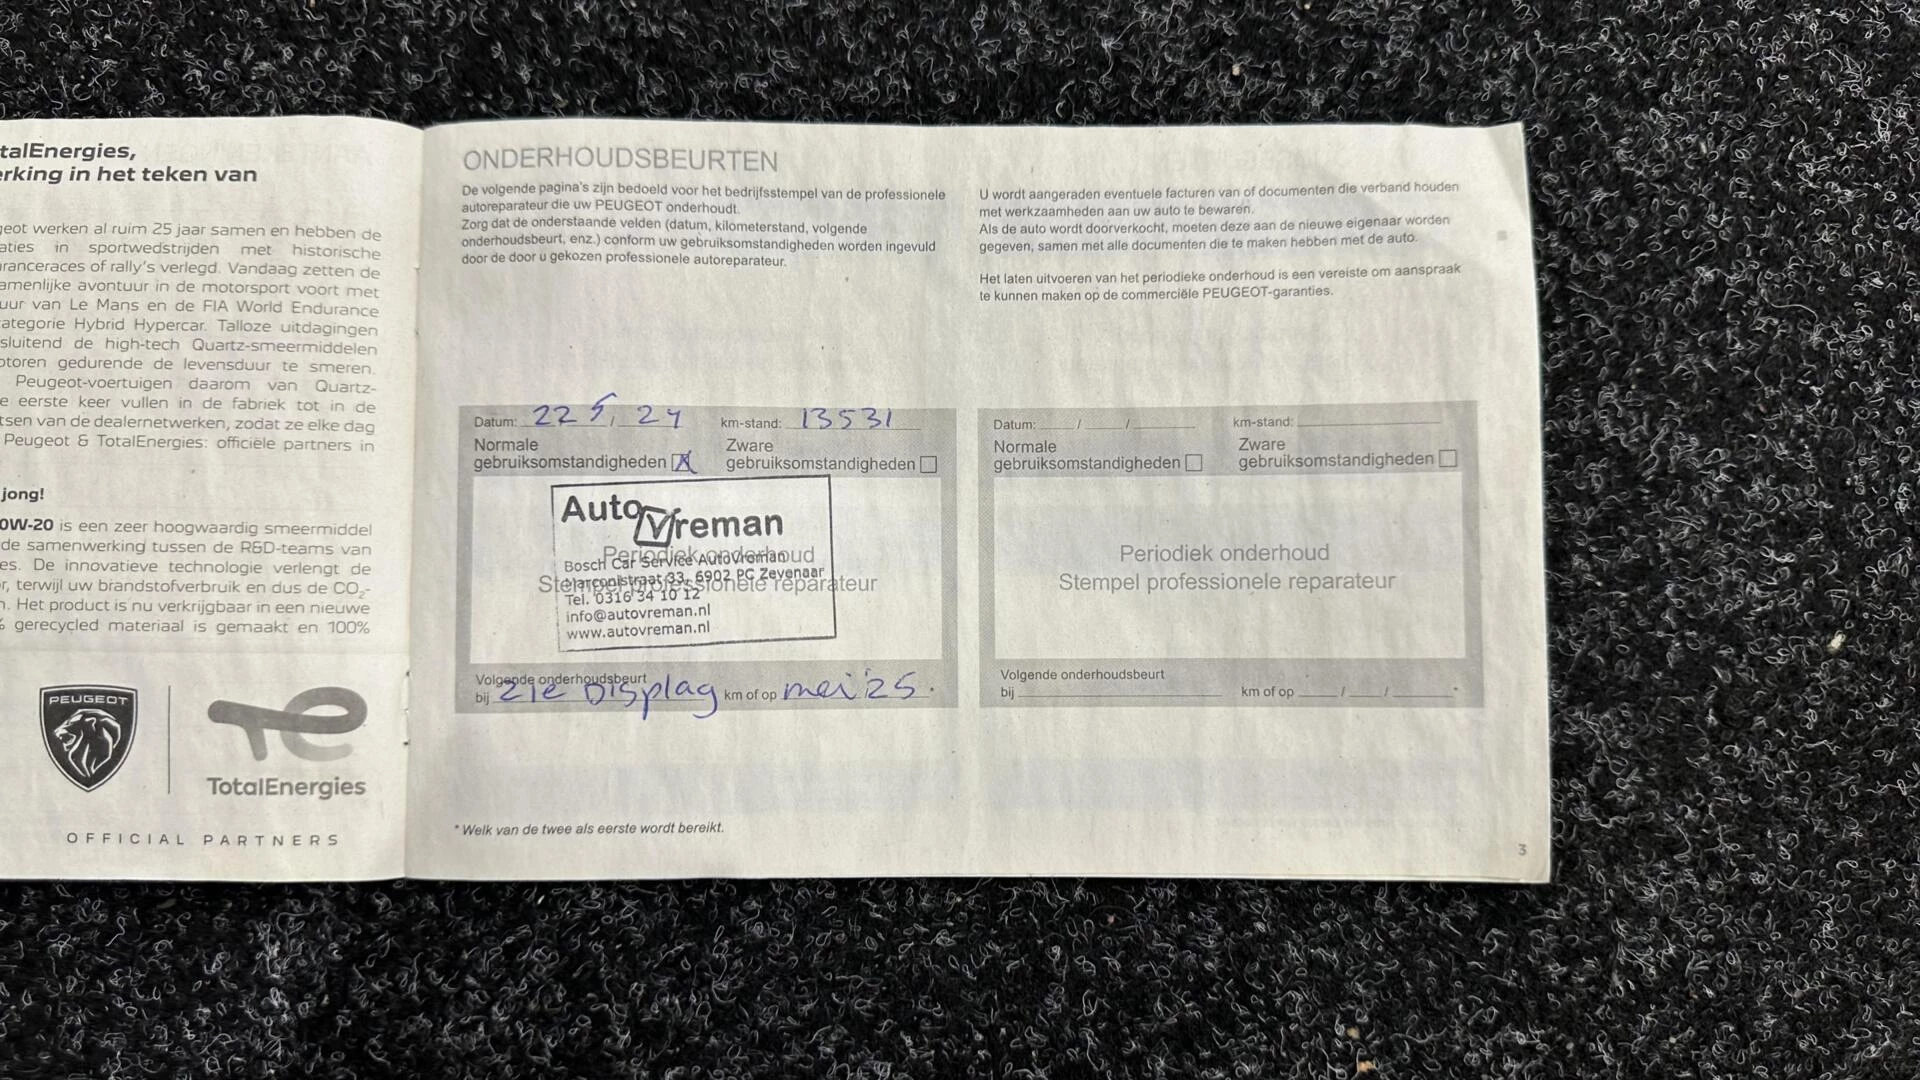 talEnergies,
rking in het teken van
geot werken al ruim 25 jaar samen en hebben de
aties in sportwedstrijden met historische
uranceraces of rally's verlegd. Vandaag zetten de
amenlijke avontuur in de motorsport voort met
uur van Le Mans en de FIA World Endurance
ategorie Hybrid Hypercar. Talloze uitdagingen
sluitend de high-tech Quartz-smeermiddelen
otoren gedurende de levensduur te smeren.
Peugeot-voertuigen daarom van Quartz-
e eerste keer vullen in de fabriek tot in de
tsen van de dealernetwerken, zodat ze elke dag
Peugeot & TotalEnergies: officiële partners in
jong!
0W-20 is een zeer hoogwaardig smeermiddel
de samenwerking tussen de R&D-teams van
es. De innovatieve technologie verlengt de
r, terwijl uw brandstofverbruik en dus de CO₂-
n. Het product is nu verkrijgbaar in een nieuwe
% gerecycled materiaal is gemaakt en 100%
PEUGEOT
TotalEnergies
OFFICIAL PARTNERS
ONDERHOUDSBEURTEN
De volgende pagina's zijn bedoeld voor het bedrijfsstempel van de professionele
autoreparateur die uw PEUGEOT onderhoudt.
Zorg dat de onderstaande velden (datum, kilometerstand, volgende
onderhoudsbeurt, enz.) conform uw gebruiksomstandigheden worden ingevuld
door de door u gekozen professionele autoreparateur.
U wordt aangeraden eventuele facturen van of documenten die verband houden
met werkzaamheden aan uw auto te bewaren.
Als de auto wordt doorverkocht, moeten deze aan de nieuwe eigenaar worden
gegeven, samen met alle documenten die te maken hebben met de auto.
Het laten uitvoeren van het periodieke onderhoud is een vereiste om aanspraak
te kunnen maken op de commerciële PEUGEOT-garanties.
Datum: 22 5, 24 km-stand: 13531
Normale Zware
gebruiksomstandigheden gebruiksomstandigheden
Auto Vreman
Periodiek onderhoud
Bosch Car Service AutoVreman
Marconistraat 33, 6902 PC Zevenaar
Stempel professionele reparateur
Tel. 0316 34 10 12
info@autovreman.nl
www.autovreman.nl
Volgende onderhoudsbeurt
bij zie Display km of op mei '25 *
Datum: / / km-stand:
Normale Zware
gebruiksomstandigheden gebruiksomstandigheden
Periodiek onderhoud
Stempel professionele reparateur
Volgende onderhoudsbeurt
bij km of op / / *
* Welk van de twee als eerste wordt bereikt.
3